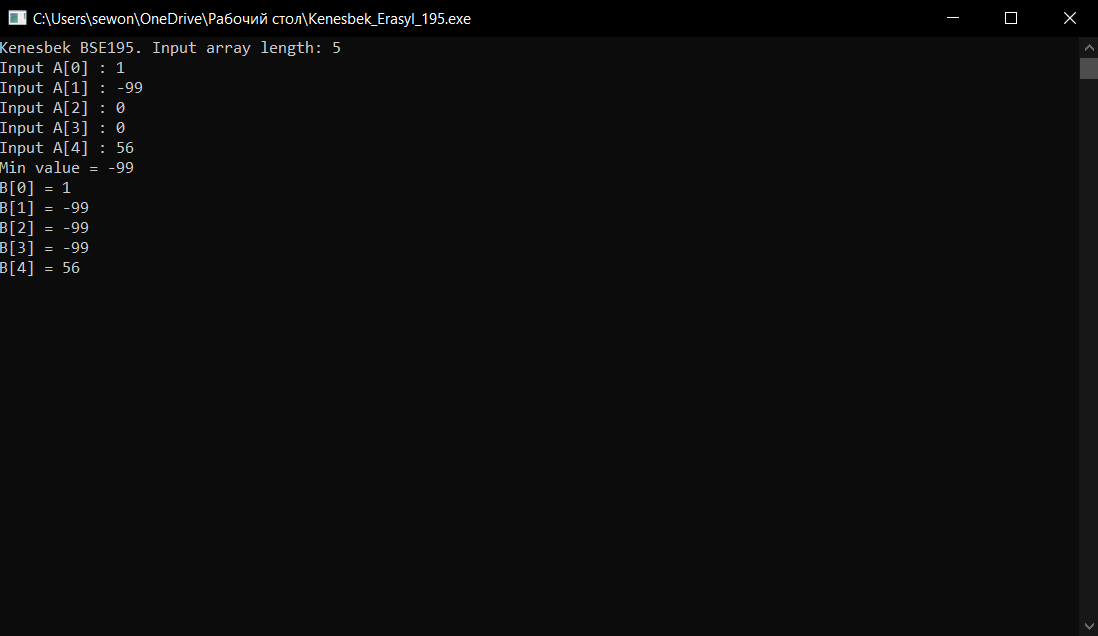 C:\Users\sewon\OneDrive\Рабочий стол\Kenesbek_Erasyl_195.exe
Kenesbek BSE195. Input array length: 5
Input A[0] : 1
Input A[1] : -99
Input A[2] : 0
Input A[3] : 0
Input A[4] : 56
Min value = -99
B[0] = 1
B[1] = -99
B[2] = -99
B[3] = -99
B[4] = 56